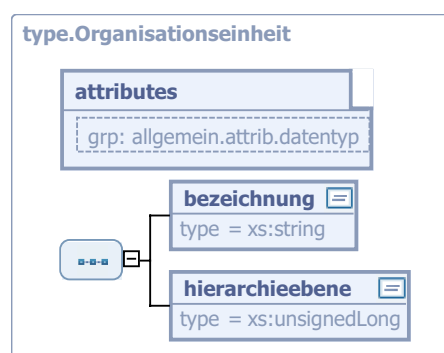 type.Organisationseinheit
attributes
grp: allgemein.attrib.datentyp
bezeichnung
type = xs:string
hierarchieebene
type = xs:unsignedLong